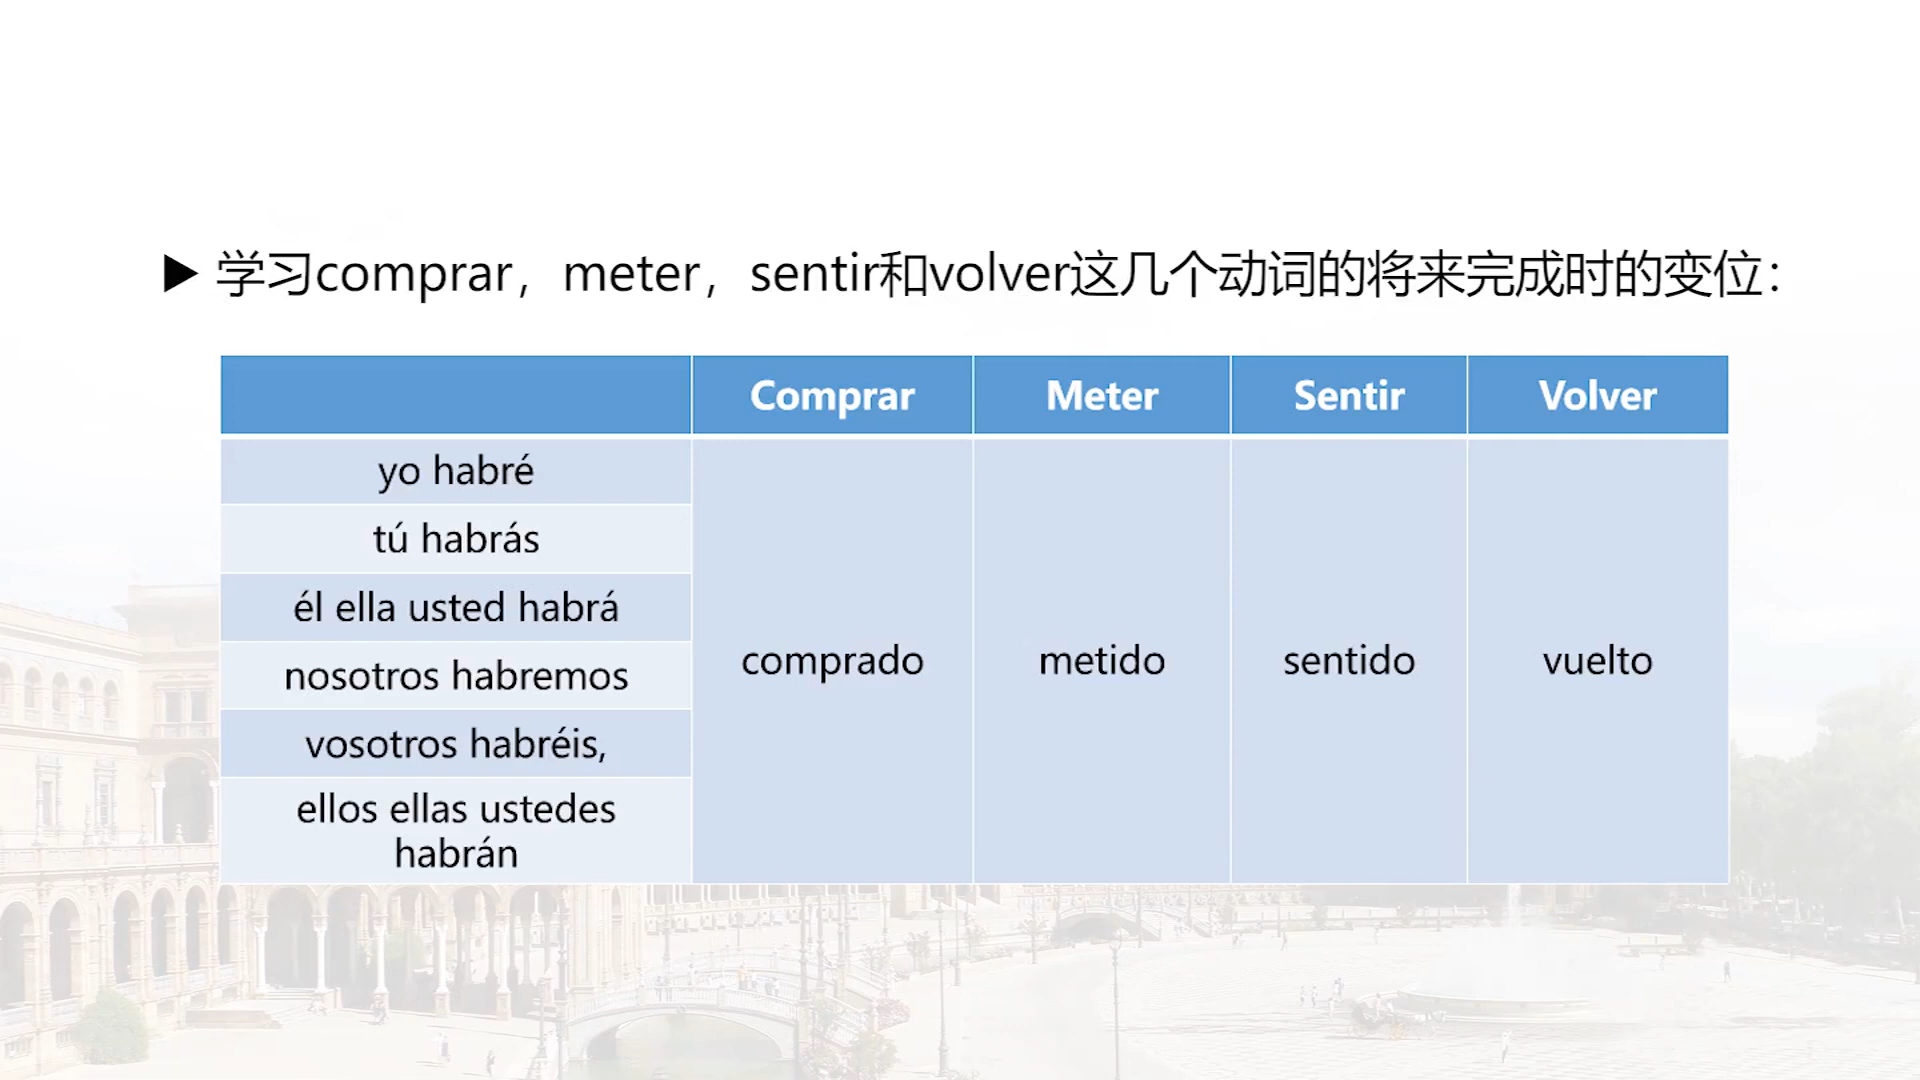 ▶ 学习comprar，meter，sentir和volver这几个动词的将来完成时的变位：
Comprar Meter Sentir Volver
yo habré
tú habrás
él ella usted habrá
nosotros habremos
vosotros habréis,
ellos ellas ustedes
habrán
comprado metido sentido vuelto